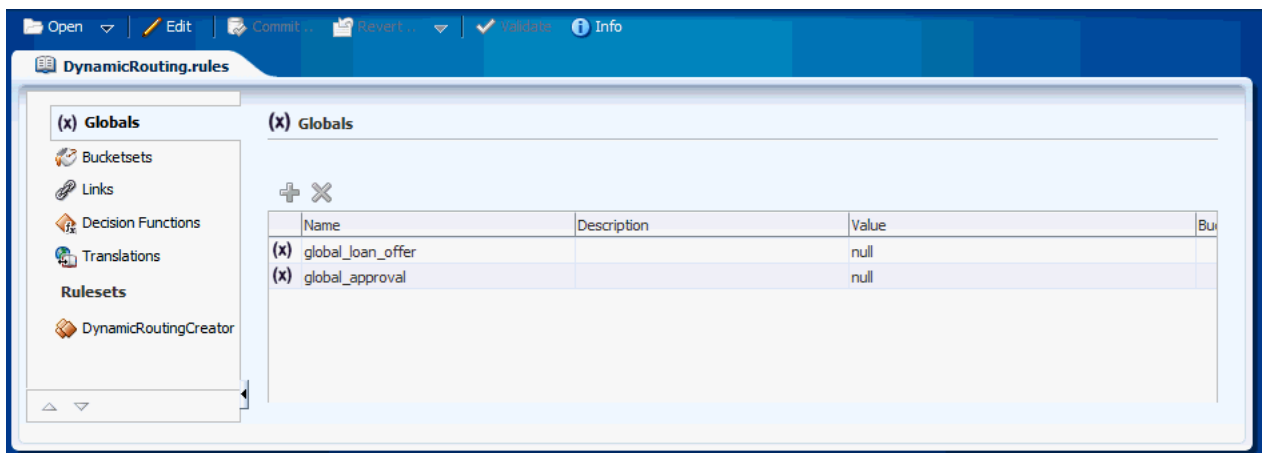 Open Edit Commit .. Revert .. Validate Info
DynamicRouting.rules
(x) Globals
Bucketsets
Links
Decision Functions
Translations
Rulesets
DynamicRoutingCreator
(x) Globals
Name Description Value
(x) global_loan_offer null
(x) global_approval null